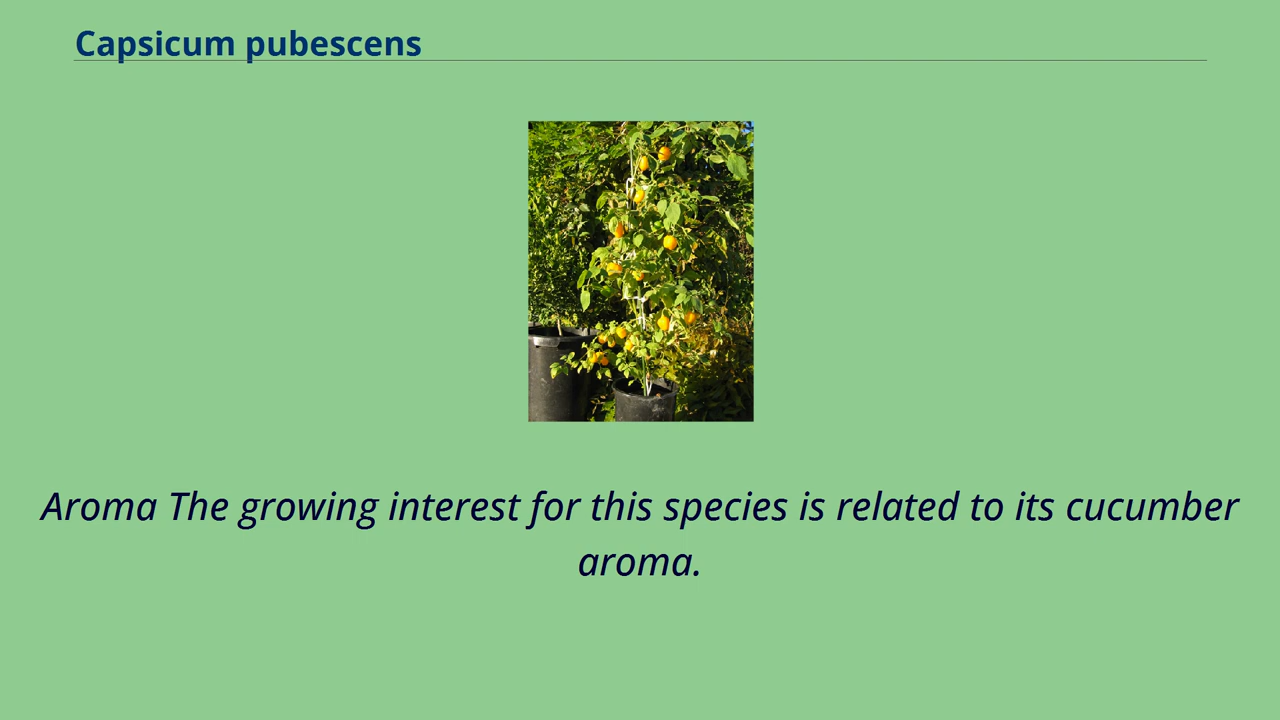 Capsicum pubescens
Aroma The growing interest for this species is related to its cucumber
aroma.